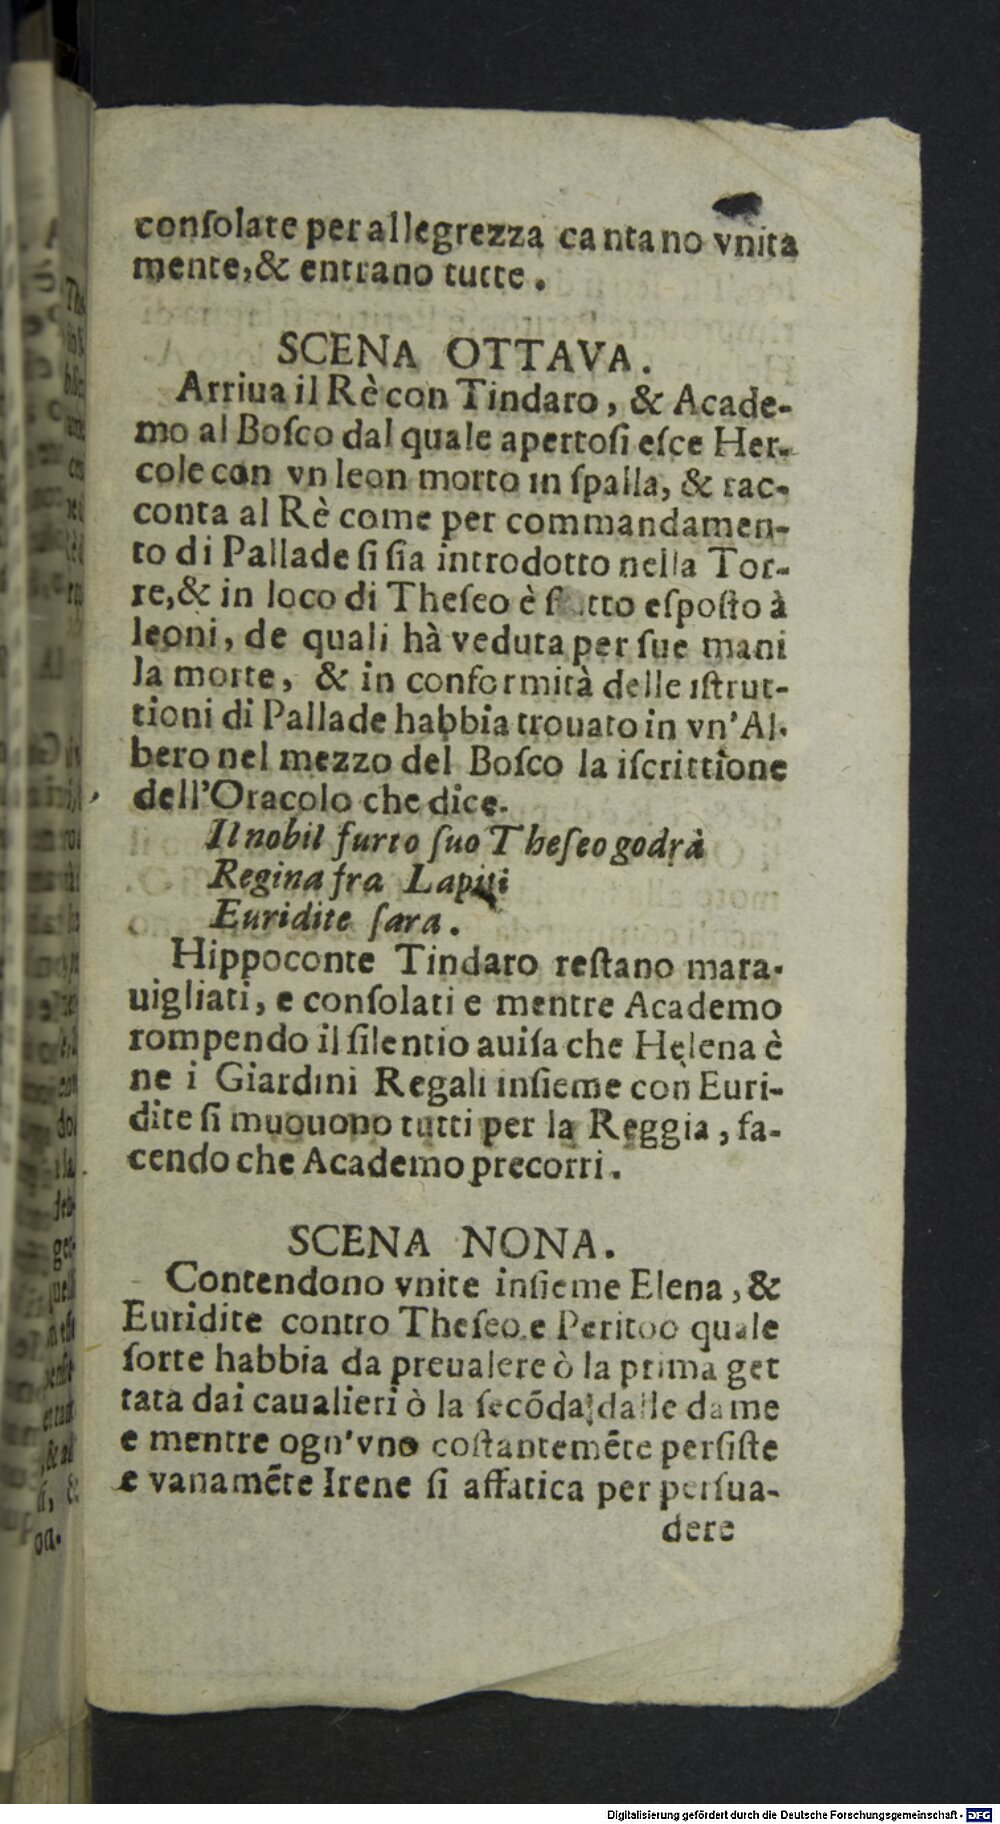 conſolate per allegrezza cantano vnita
mente, & entrano tutte.
SCENA OTTAVA.
Arriua il Rè con Tindaro, & Acade-
mo al Boſco dal quale apertoſi eſce Her-
cole con vn leon morto in ſpalla, & rac-
conta al Rè come per commandamen-
to di Pallade ſi ſia introdotto nella Tor-
re, & in loco di Theſeo è eſpoſto à
leoni, de quali hà veduta per ſue mani
la morte, & in conformità delle iſtrut-
tioni di Pallade habbia trouato in vn'Al-
bero nel mezzo del Boſco la iſcrittione
dell'Oracolo che dice.
Il nobil furto ſuo Theſeo godrà
Regina fra Lapiti
Euridite ſara.
Hippoconte Tindaro reſtano mara-
uigliati, e conſolati e mentre Academo
rompendo il ſilentio auiſa che Helena è
ne i Giardini Regali inſieme con Euri-
dite ſi muouono tutti per la Reggia, fa-
cendo che Academo precorri.
SCENA NONA.
Contendono vnite inſieme Elena, &
Euridite contro Theſeo e Peritoo quale
ſorte habbia da preualere ò la prima get
tata dai caualieri ò la ſecõda dalle dame
e mentre ogn'vno coſtantemẽte perſiſte
e vanamẽte Irene ſi affatica per perſua-
dere
Digitalisierung gefördert durch die Deutsche Forschungsgemeinschaft - DFG